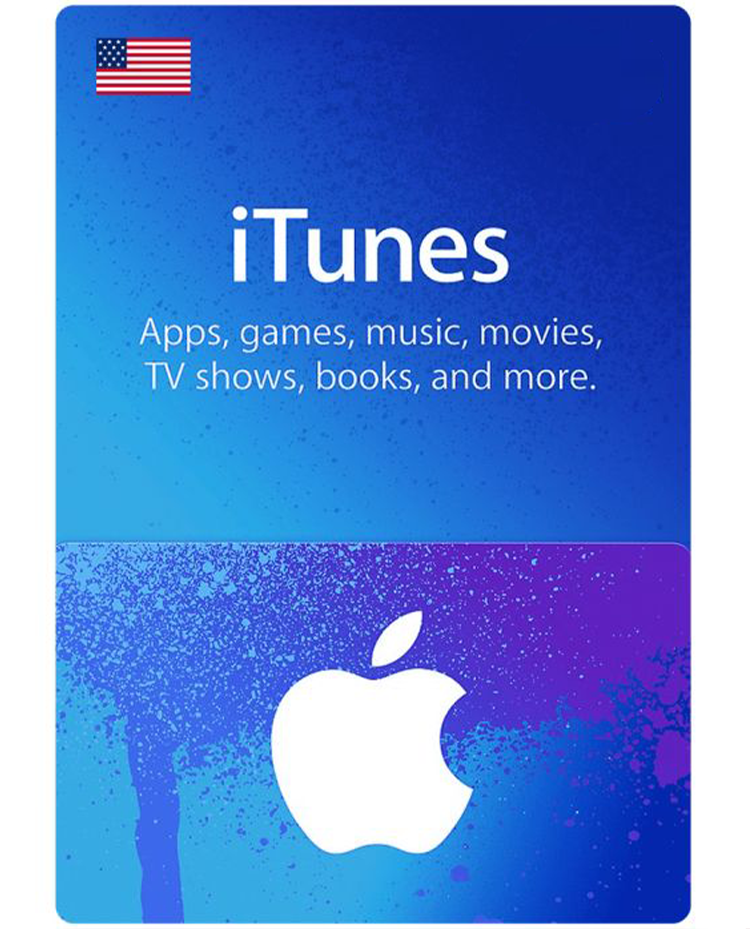 iTunes
Apps, games, music, movies,
TV shows, books, and more.